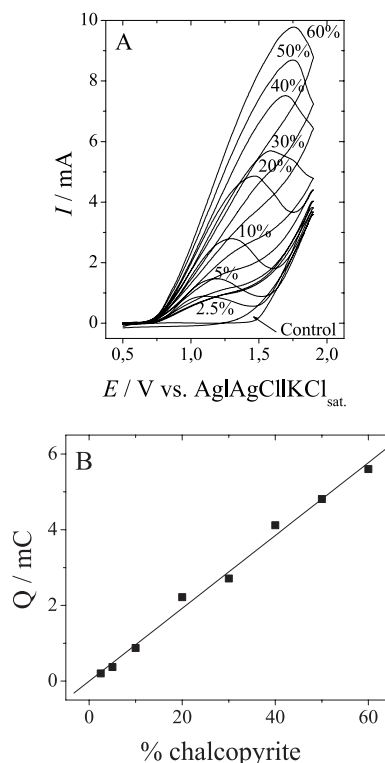 A
10
8
6
4
2
0
I / mA
60%
50%
40%
30%
20%
10%
5%
2.5%
Control
0,5 1,0 1,5 2,0
E / V vs. Ag|AgCl||KCl sat.
B
6
4
2
0
Q / mC
0 20 40 60
% chalcopyrite